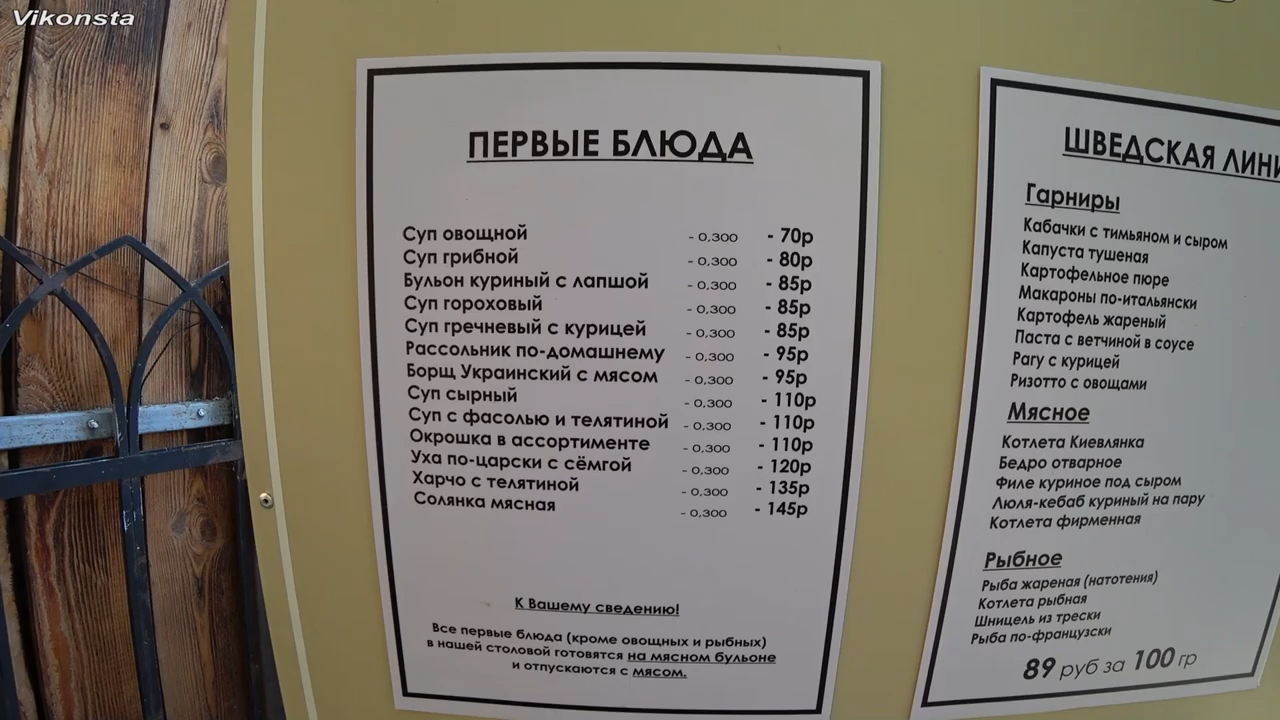 Vikonsta
ПЕРВЫЕ БЛЮДА
Суп овощной - 0,300 - 70р
Суп грибной - 0,300 - 80р
Бульон куриный с лапшой - 0,300 - 85р
Суп гороховый - 0,300 - 85р
Суп гречневый с курицей - 0,300 - 85р
Рассольник по-домашнему - 0,300 - 95р
Борщ Украинский с мясом - 0,300 - 95р
Суп сырный - 0,300 - 110р
Суп с фасолью и телятиной - 0,300 - 110р
Окрошка в ассортименте - 0,300 - 110р
Уха по-царски с сёмгой - 0,300 - 120р
Харчо с телятиной - 0,300 - 135р
Солянка мясная - 0,300 - 145р
К Вашему сведению!
Все первые блюда (кроме овощных и рыбных)
в нашей столовой готовятся на мясном бульоне
и отпускаются с мясом.
ШВЕДСКАЯ ЛИНИ
Гарниры
Кабачки с тимьяном и сыром
Капуста тушеная
Картофельное пюре
Макароны по-итальянски
Картофель жареный
Паста с ветчиной в соусе
Рагу с курицей
Ризотто с овощами
Мясное
Котлета Киевлянка
Бедро отварное
Филе куриное под сыром
Люля-кебаб куриный на пару
Котлета фирменная
Рыбное
Рыба жареная (натотения)
Котлета рыбная
Шницель из трески
Рыба по-французски
89 руб за 100 гр